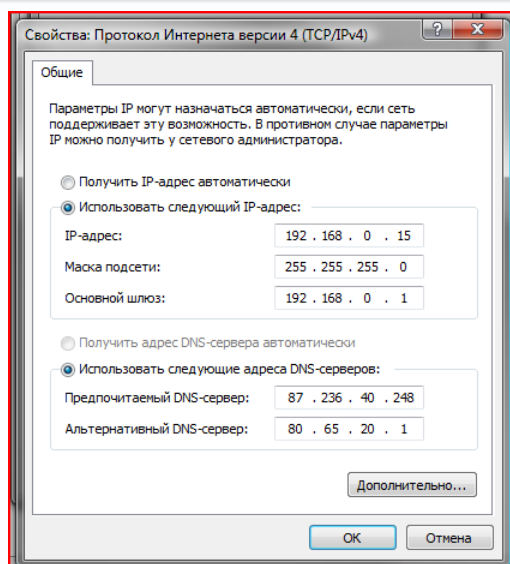 Свойства: Протокол Интернета версии 4 (TCP/IPv4)
?
Общие
Параметры IP могут назначаться автоматически, если сеть
поддерживает эту возможность. В противном случае параметры
IP можно получить у сетевого администратора.
Получить IP-адрес автоматически
Использовать следующий IP-адрес:
IP-адрес: 192 . 168 . 0 . 15
Маска подсети: 255 . 255 . 255 . 0
Основной шлюз: 192 . 168 . 0 . 1
Получить адрес DNS-сервера автоматически
Использовать следующие адреса DNS-серверов:
Предпочитаемый DNS-сервер: 87 . 236 . 40 . 248
Альтернативный DNS-сервер: 80 . 65 . 20 . 1
Дополнительно...
ОК Отмена